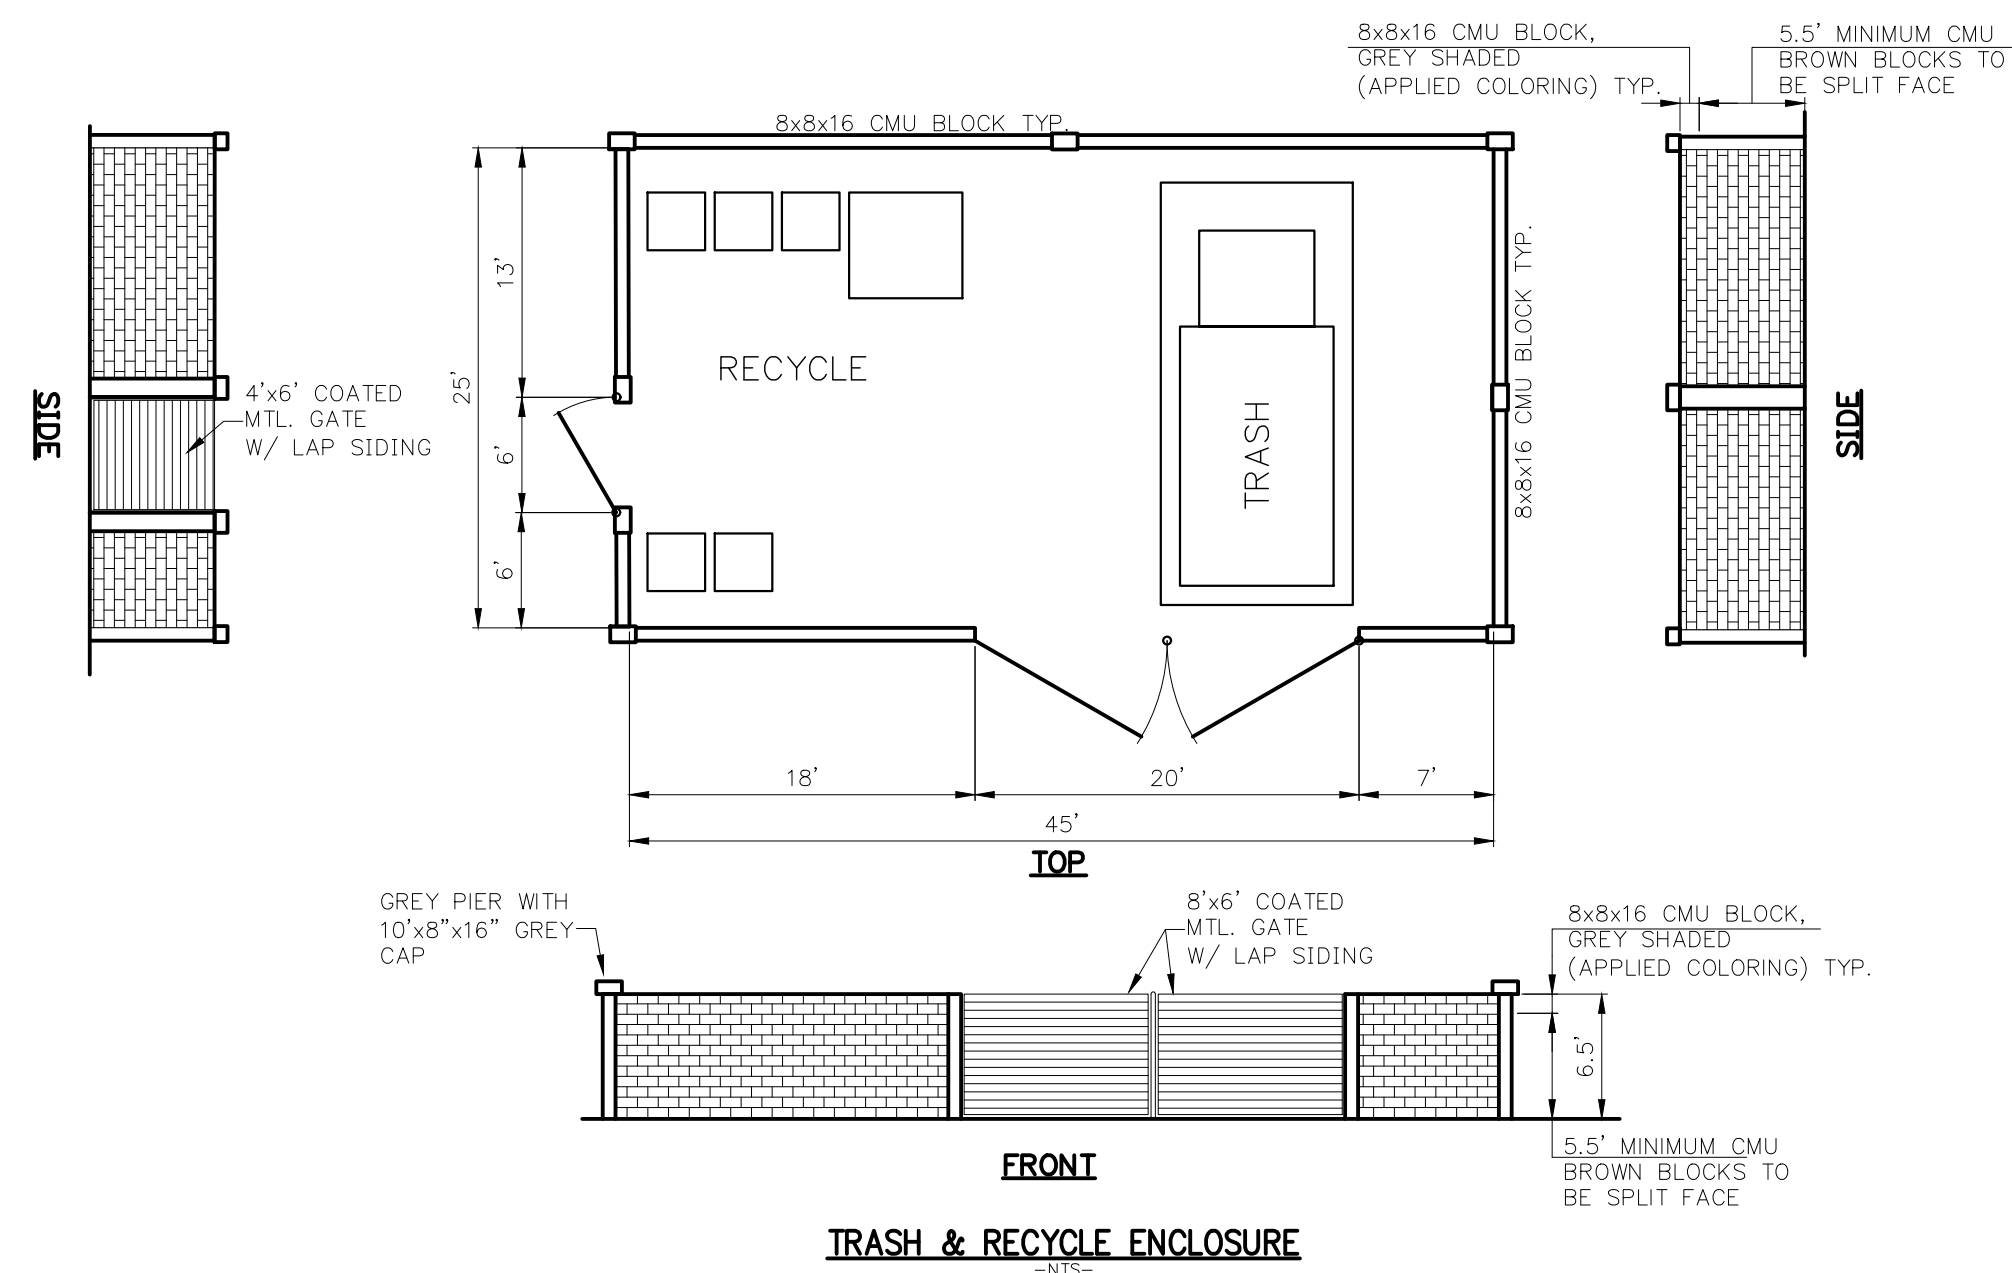 8x8x16 CMU BLOCK,
GREY SHADED
(APPLIED COLORING) TYP.
5.5' MINIMUM CMU
BROWN BLOCKS TO
BE SPLIT FACE
8x8x16 CMU BLOCK TYP.
8x8x16 CMU BLOCK TYP.
13'
25'
6'
6'
RECYCLE
TRASH
SIDE
4'x6' COATED
MTL. GATE
W/ LAP SIDING
SIDE
18'
20'
7'
45'
TOP
GREY PIER WITH
10'x8"x16" GREY
CAP
8'x6' COATED
MTL. GATE
W/ LAP SIDING
8x8x16 CMU BLOCK,
GREY SHADED
(APPLIED COLORING) TYP.
6.5'
5.5' MINIMUM CMU
BROWN BLOCKS TO
BE SPLIT FACE
FRONT
TRASH & RECYCLE ENCLOSURE
-NTS-